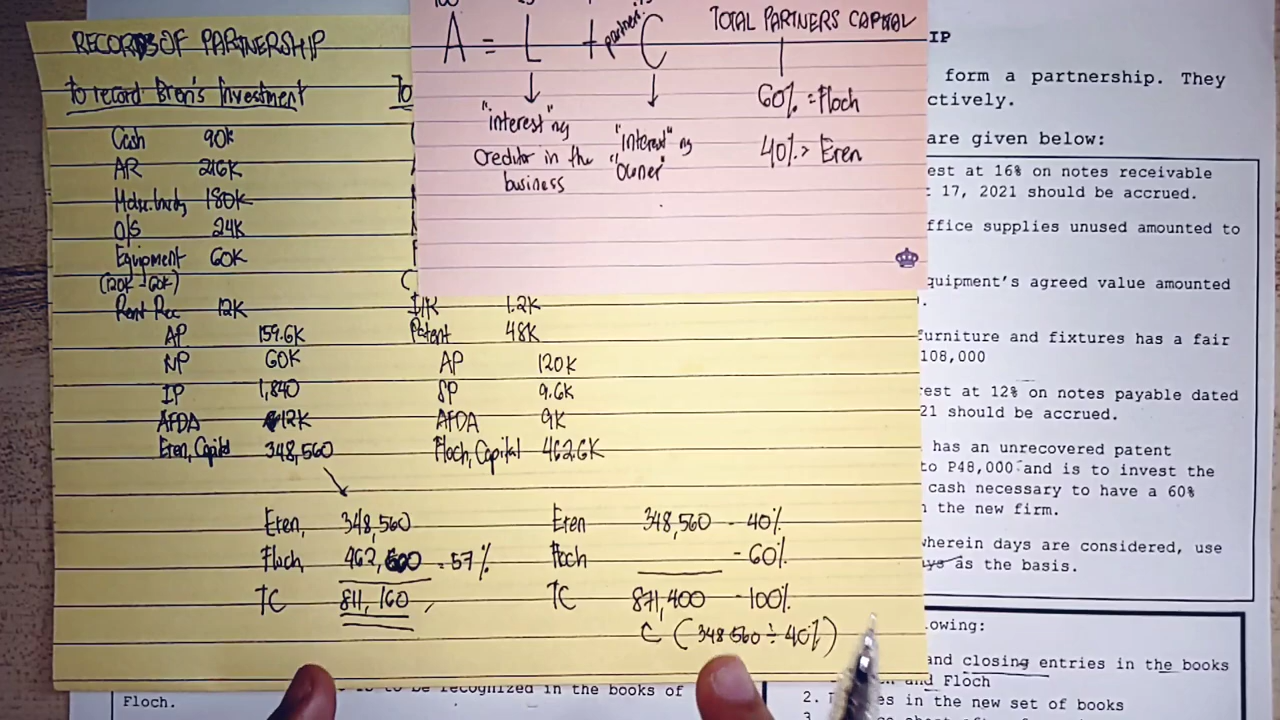 RECORDS OF PARTNERSHIP
to record Eren's Investment
To
Cash 90K
AR 216K
Mdse. Invty 180K
O/S 24K
Equipment 60K
(120K - 60K)
Rent Rec 12K
AP 159.6K
NP 60K
IP 1,840
AFDA 12K
Eren, Capital 348,560
1.2K
Patent 48K
AP 120K
SP 9.6K
AFDA 9K
Floch, Capital 462.6K
Eren, 348,560
Floch, 462,600 = 57%
TC 811,160
Eren 348,560 - 40%
Floch - 60%
TC 871,400 - 100%
(348 560 ÷ 40%)
A = L + partner's C
"interest" ng
creditor in the
business
"interest" ng
"owner"
TOTAL PARTNERS CAPITAL
60% = Floch
40% > Eren
IP
form a partnership. They
ctively.
are given below:
est at 16% on notes receivable
17, 2021 should be accrued.
ffice supplies unused amounted to
quipment's agreed value amounted
urniture and fixtures has a fair
108,000
rest at 12% on notes payable dated
21 should be accrued.
has an unrecovered patent
to P48,000 and is to invest the
cash necessary to have a 60%
the new firm.
wherein days are considered, use
as the basis.
owing:
and closing entries in the books
and Floch
2. in the new set of books
to be recognized in the books of
Floch.